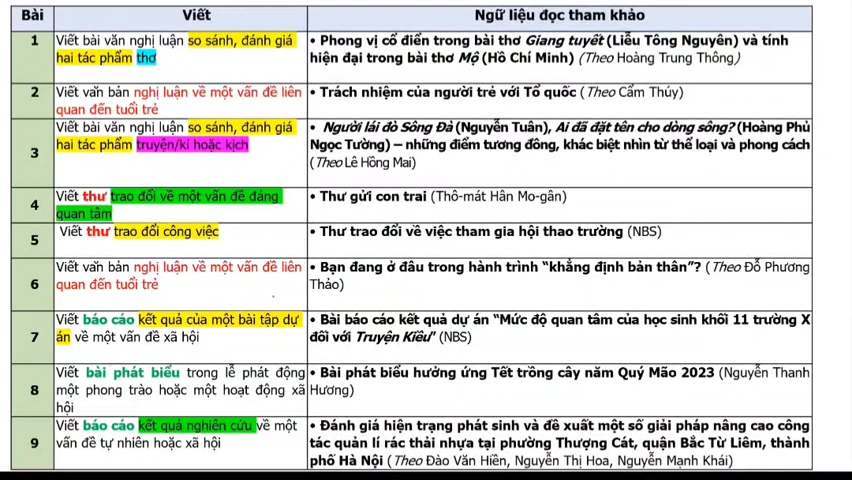 Bài Viết Ngữ liệu đọc tham khảo
1 Viết bài văn nghị luận so sánh, đánh giá
hai tác phẩm thơ
• Phong vị cổ điển trong bài thơ Giang tuyết (Liễu Tông Nguyên) và tính
hiện đại trong bài thơ Mộ (Hồ Chí Minh) (Theo Hoàng Trung Thông)
2 Viết văn bản nghị luận về một vấn đề liên
quan đến tuổi trẻ
• Trách nhiệm của người trẻ với Tổ quốc (Theo Cẩm Thúy)
3 Viết bài văn nghị luận so sánh, đánh giá
hai tác phẩm truyện/kí hoặc kịch
• Người lái đò Sông Đà (Nguyễn Tuân), Ai đã đặt tên cho dòng sông? (Hoàng Phủ
Ngọc Tường) – những điểm tương đồng, khác biệt nhìn từ thể loại và phong cách
(Theo Lê Hồng Mai)
4 Viết thư trao đổi về một vấn đề đáng
quan tâm
• Thư gửi con trai (Thô-mát Hân Mo-gân)
5 Viết thư trao đổi công việc
• Thư trao đổi về việc tham gia hội thao trường (NBS)
6 Viết văn bản nghị luận về một vấn đề liên
quan đến tuổi trẻ
• Bạn đang ở đâu trong hành trình “khẳng định bản thân”? (Theo Đỗ Phương
Thảo)
7 Viết báo cáo kết quả của một bài tập dự
án về một vấn đề xã hội
• Bài báo cáo kết quả dự án “Mức độ quan tâm của học sinh khối 11 trường X
đối với Truyện Kiều” (NBS)
8 Viết bài phát biểu trong lễ phát động
một phong trào hoặc một hoạt động xã
hội
• Bài phát biểu hưởng ứng Tết trồng cây năm Quý Mão 2023 (Nguyễn Thanh
Hương)
9 Viết báo cáo kết quả nghiên cứu về một
vấn đề tự nhiên hoặc xã hội
• Đánh giá hiện trạng phát sinh và đề xuất một số giải pháp nâng cao công
tác quản lí rác thải nhựa tại phường Thượng Cát, quận Bắc Từ Liêm, thành
phố Hà Nội (Theo Đào Văn Hiền, Nguyễn Thị Hoa, Nguyễn Mạnh Khải)